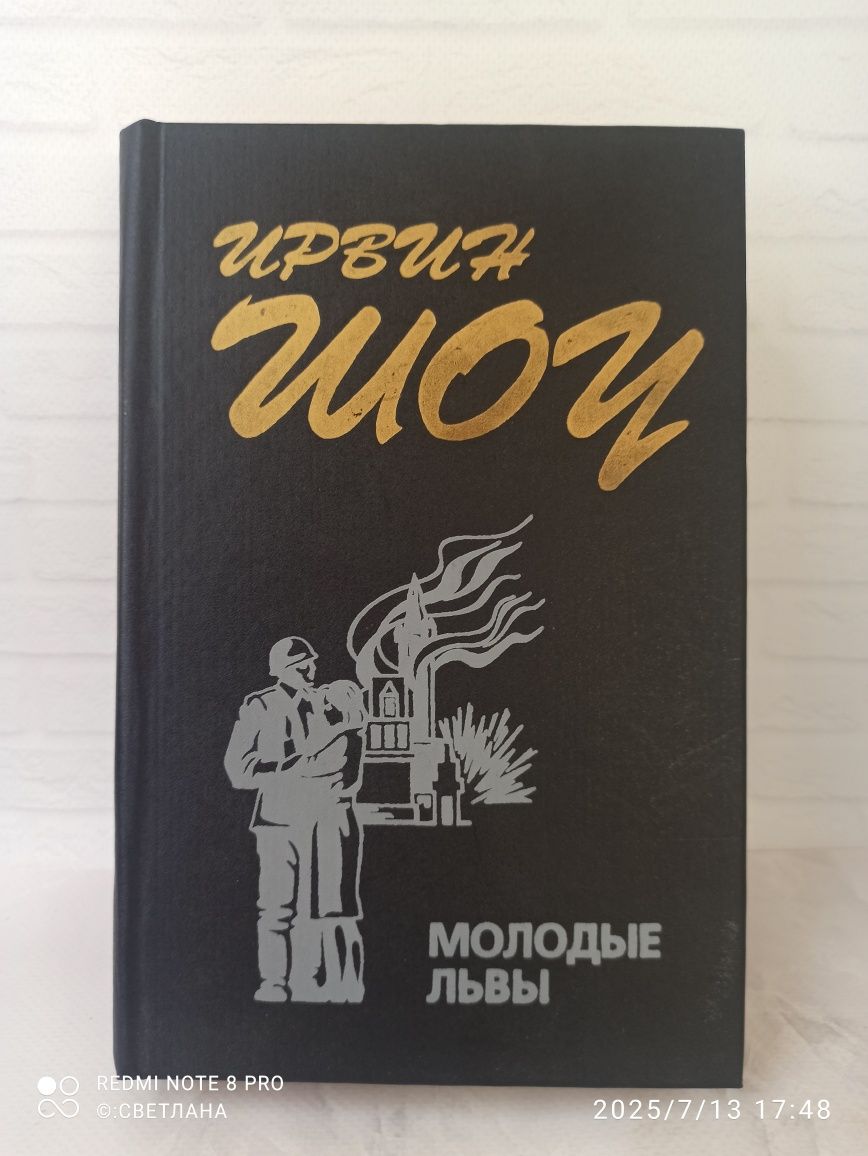 ИРВИН
ШОУ
МОЛОДЫЕ
ЛЬВЫ
REDMI NOTE 8 PRO
©:СВЕТЛАНА
2025/7/13 17:48